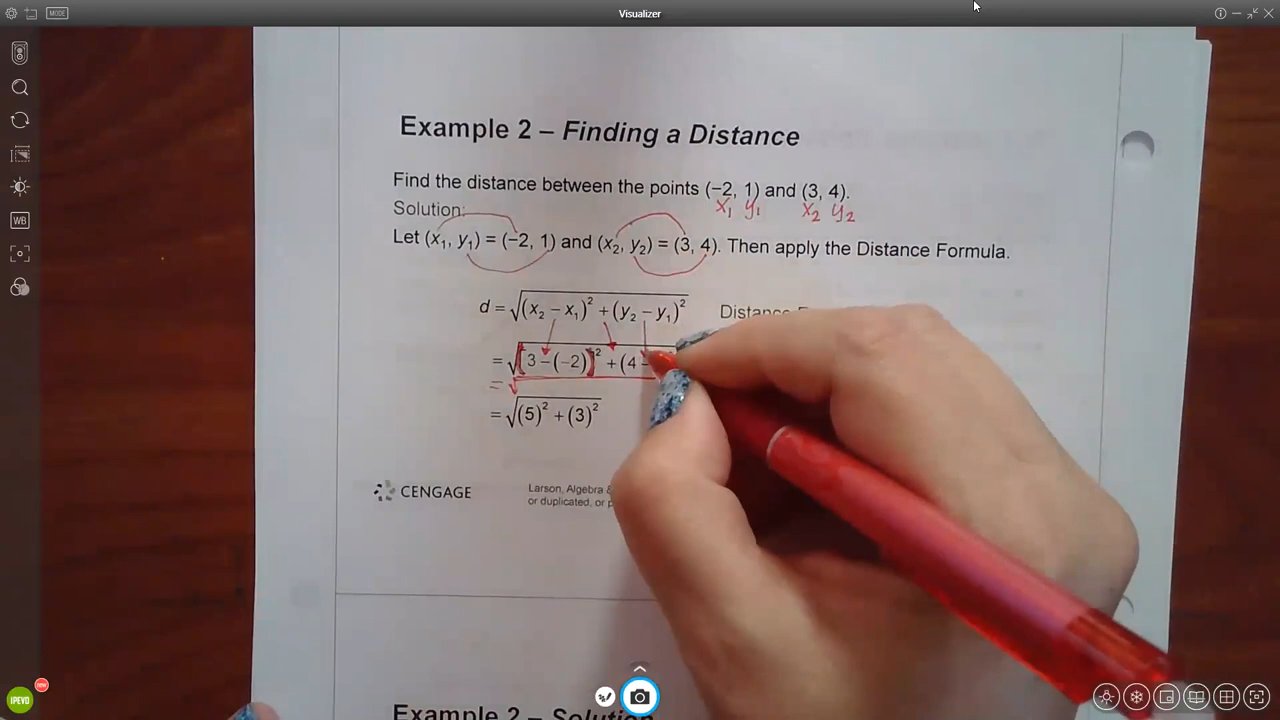 MODE
Visualizer
Example 2 – Finding a Distance
Find the distance between the points (−2, 1) and (3, 4).
x₁ y₁ x₂ y₂
Solution:
Let (x₁, y₁) = (−2, 1) and (x₂, y₂) = (3, 4). Then apply the Distance Formula.
d = √(x₂ − x₁)² + (y₂ − y₁)² Distance
= √[3 − (−2)]² + (4 −
= √
= √(5)² + (3)²
CENGAGE
Larson, Algebra &
or duplicated, or
Example 2 – Solution
WB
IPEVO
new